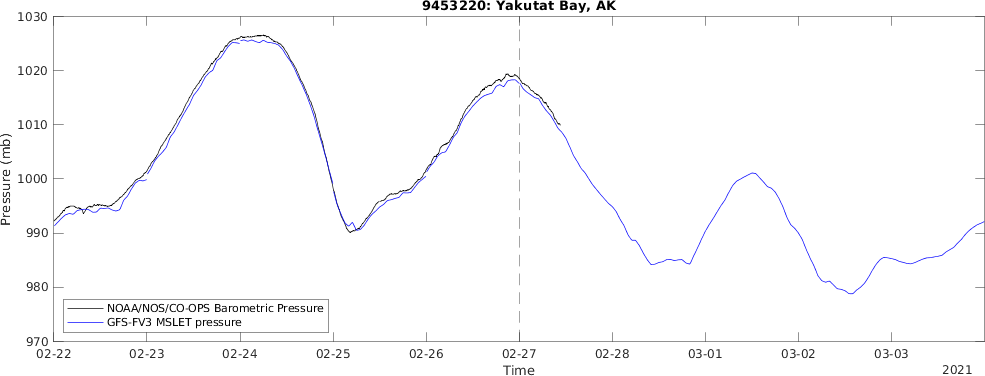 9453220: Yakutat Bay, AK
Pressure (mb)
1030
1020
1010
1000
990
980
970
NOAA/NOS/CO-OPS Barometric Pressure
GFS-FV3 MSLET pressure
02-22 02-23 02-24 02-25 02-26 02-27 02-28 03-01 03-02 03-03
Time
2021